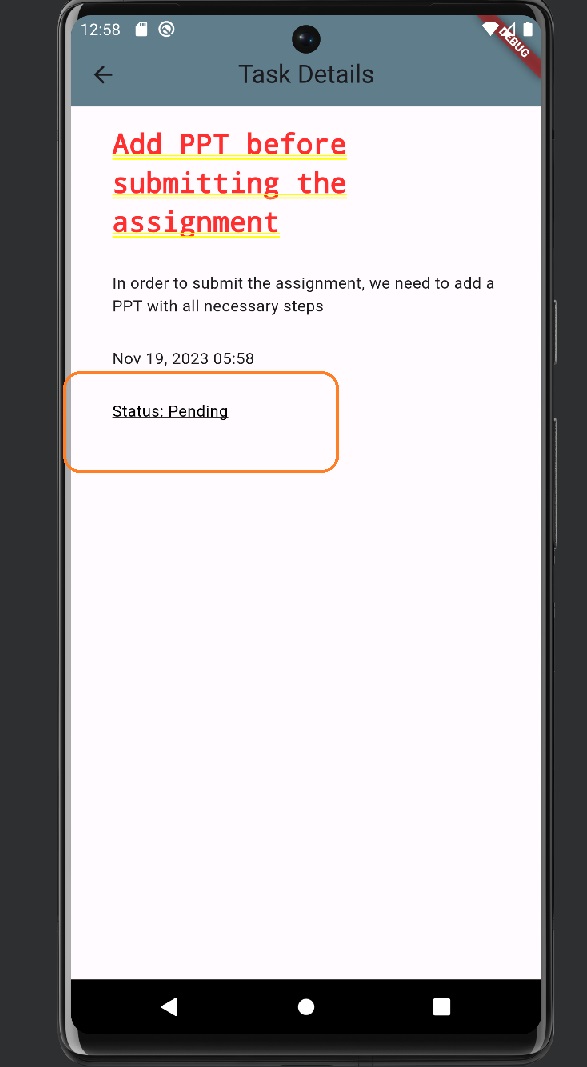 12:58
DEBUG
Task Details
Add PPT before
submitting the
assignment
In order to submit the assignment, we need to add a
PPT with all necessary steps
Nov 19, 2023 05:58
Status: Pending